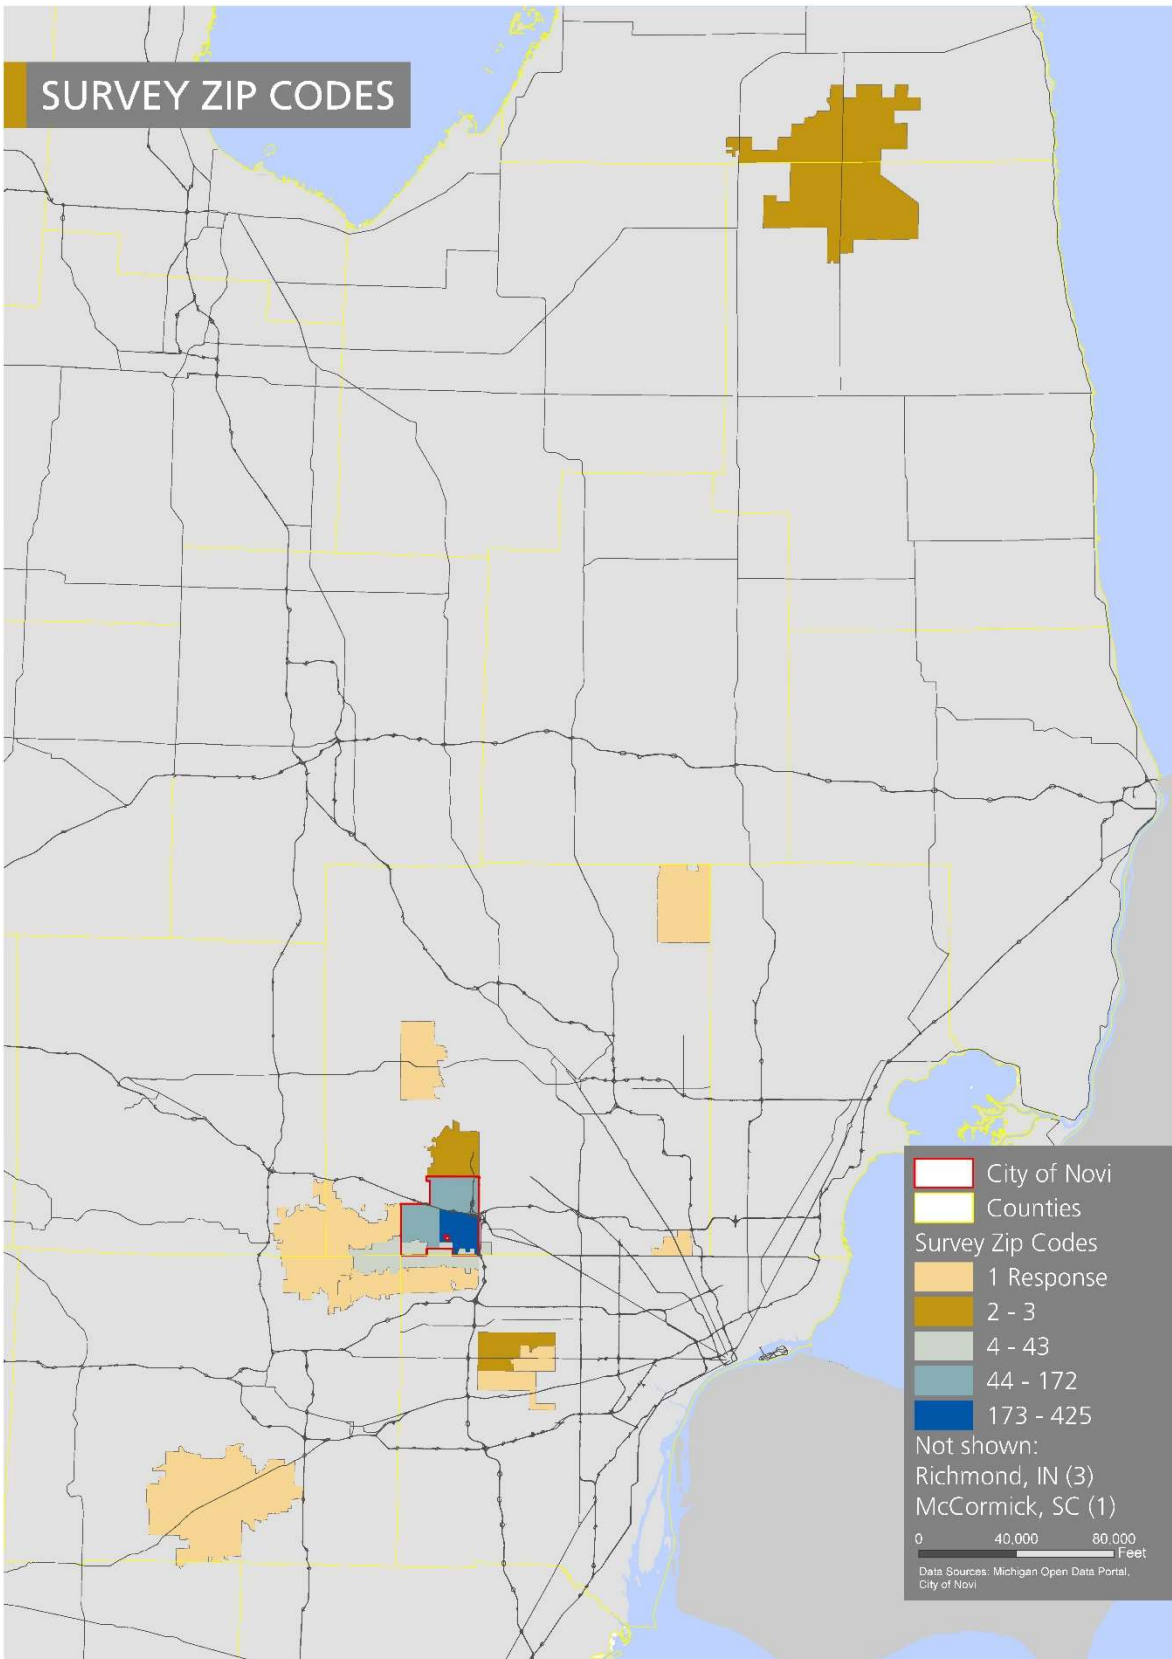 SURVEY ZIP CODES
City of Novi
Counties
Survey Zip Codes
1 Response
2 - 3
4 - 43
44 - 172
173 - 425
Not shown:
Richmond, IN (3)
McCormick, SC (1)
0 40,000 80,000
Feet
Data Sources: Michigan Open Data Portal,
City of Novi